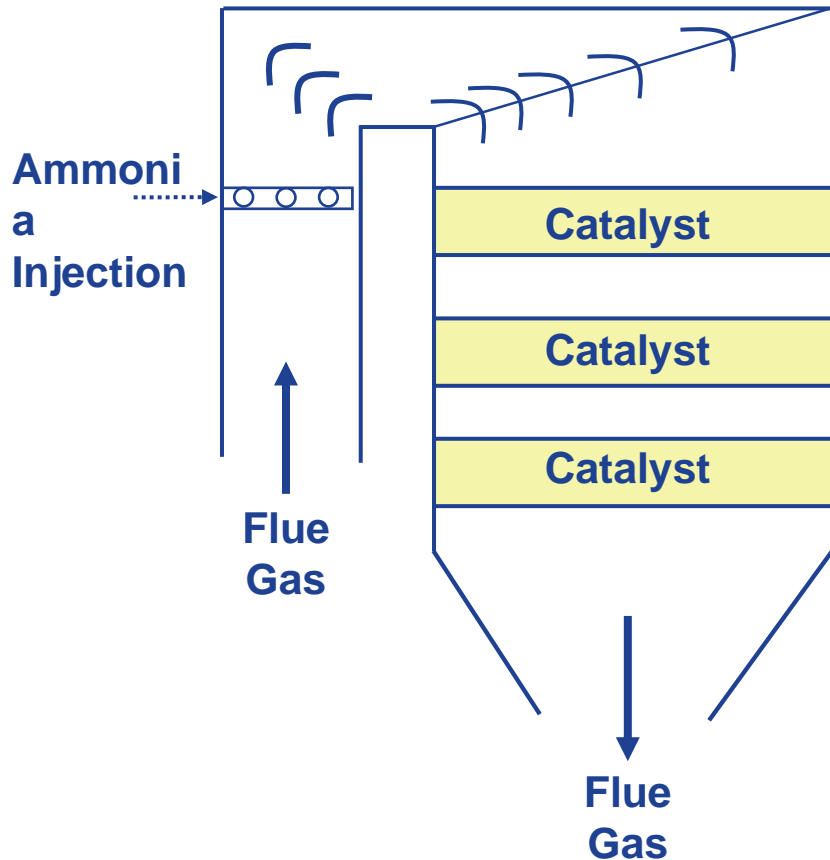 Ammoni
a
Injection
Catalyst
Catalyst
Catalyst
Flue
Gas
Flue
Gas